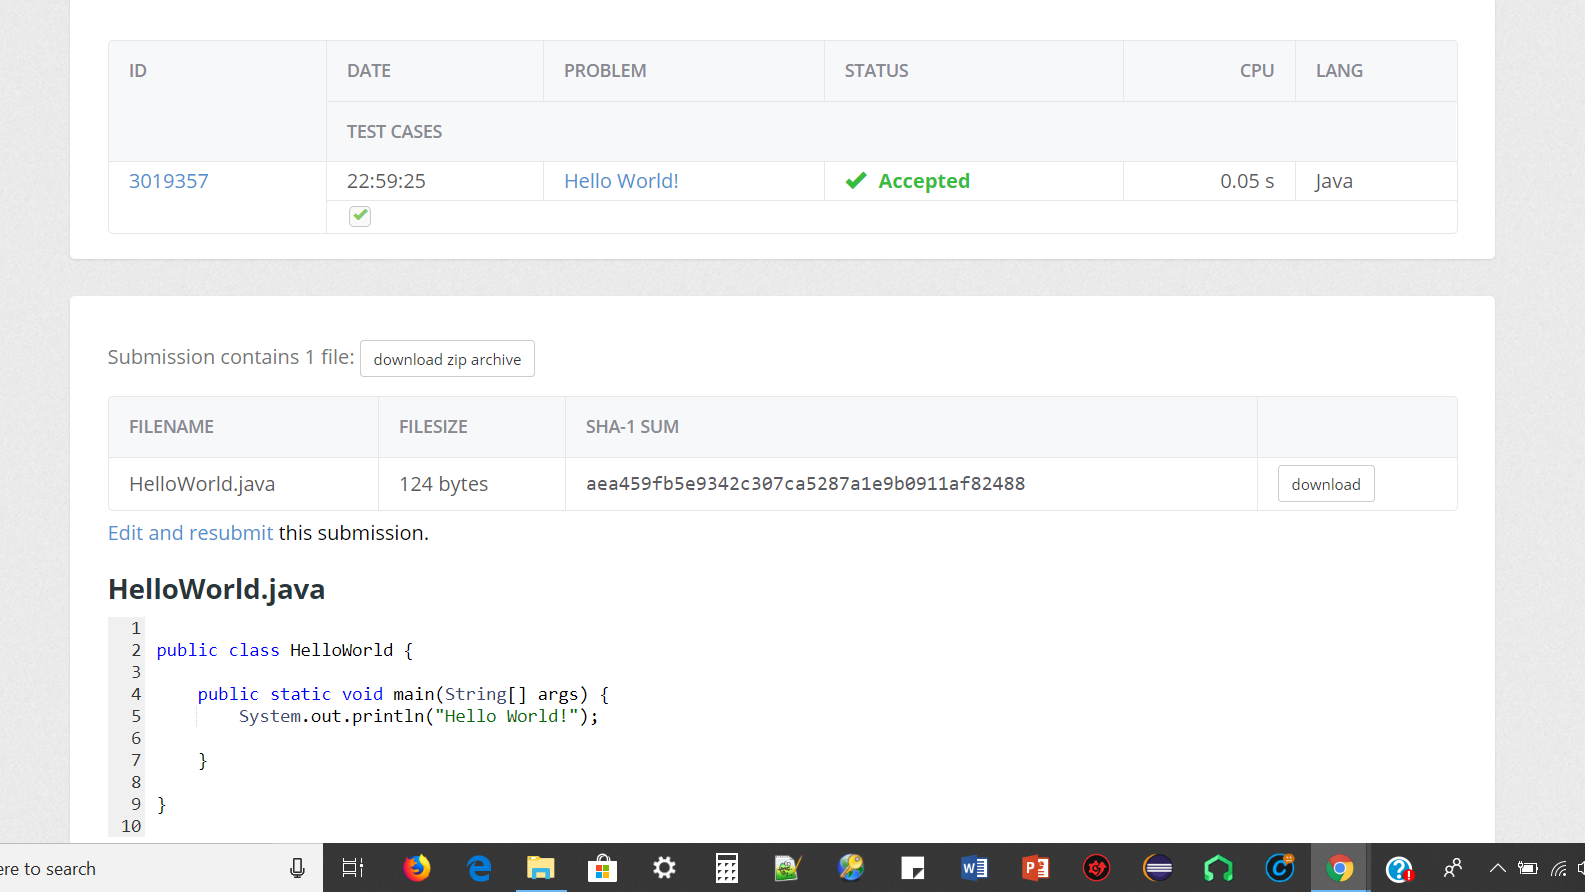 ID DATE PROBLEM STATUS CPU LANG
TEST CASES
3019357 22:59:25 Hello World! Accepted 0.05 s Java
Submission contains 1 file: download zip archive
FILENAME FILESIZE SHA-1 SUM
HelloWorld.java 124 bytes aea459fb5e9342c307ca5287a1e9b0911af82488 download
Edit and resubmit this submission.
HelloWorld.java
1
2 public class HelloWorld {
3
4 public static void main(String[] args) {
5 System.out.println("Hello World!");
6
7 }
8
9 }
10
ere to search